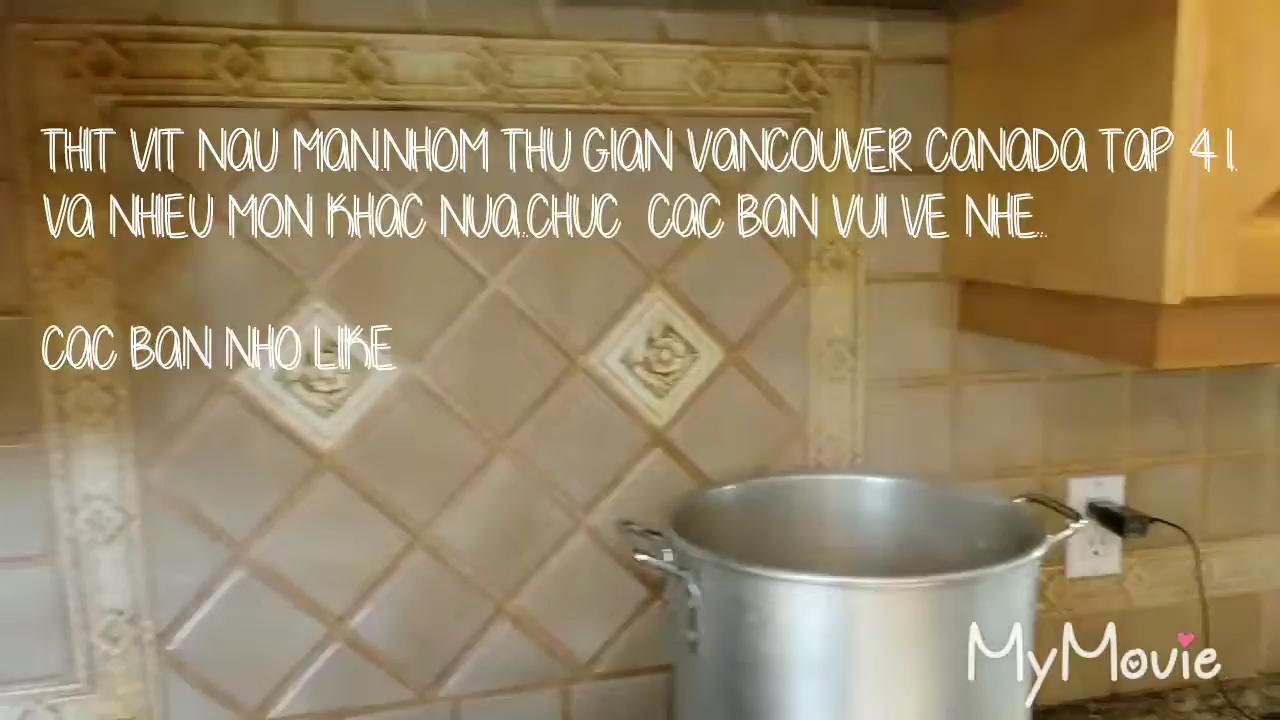 THIT VIT NAU MAN.NHOM THU GIAN VANCOUVER CANADA TAP 41.
VA NHIEU MON KHAC NUA..CHUC CAC BAN VUI VE NHE...
CAC BAN NHO LIKE
MyMovie